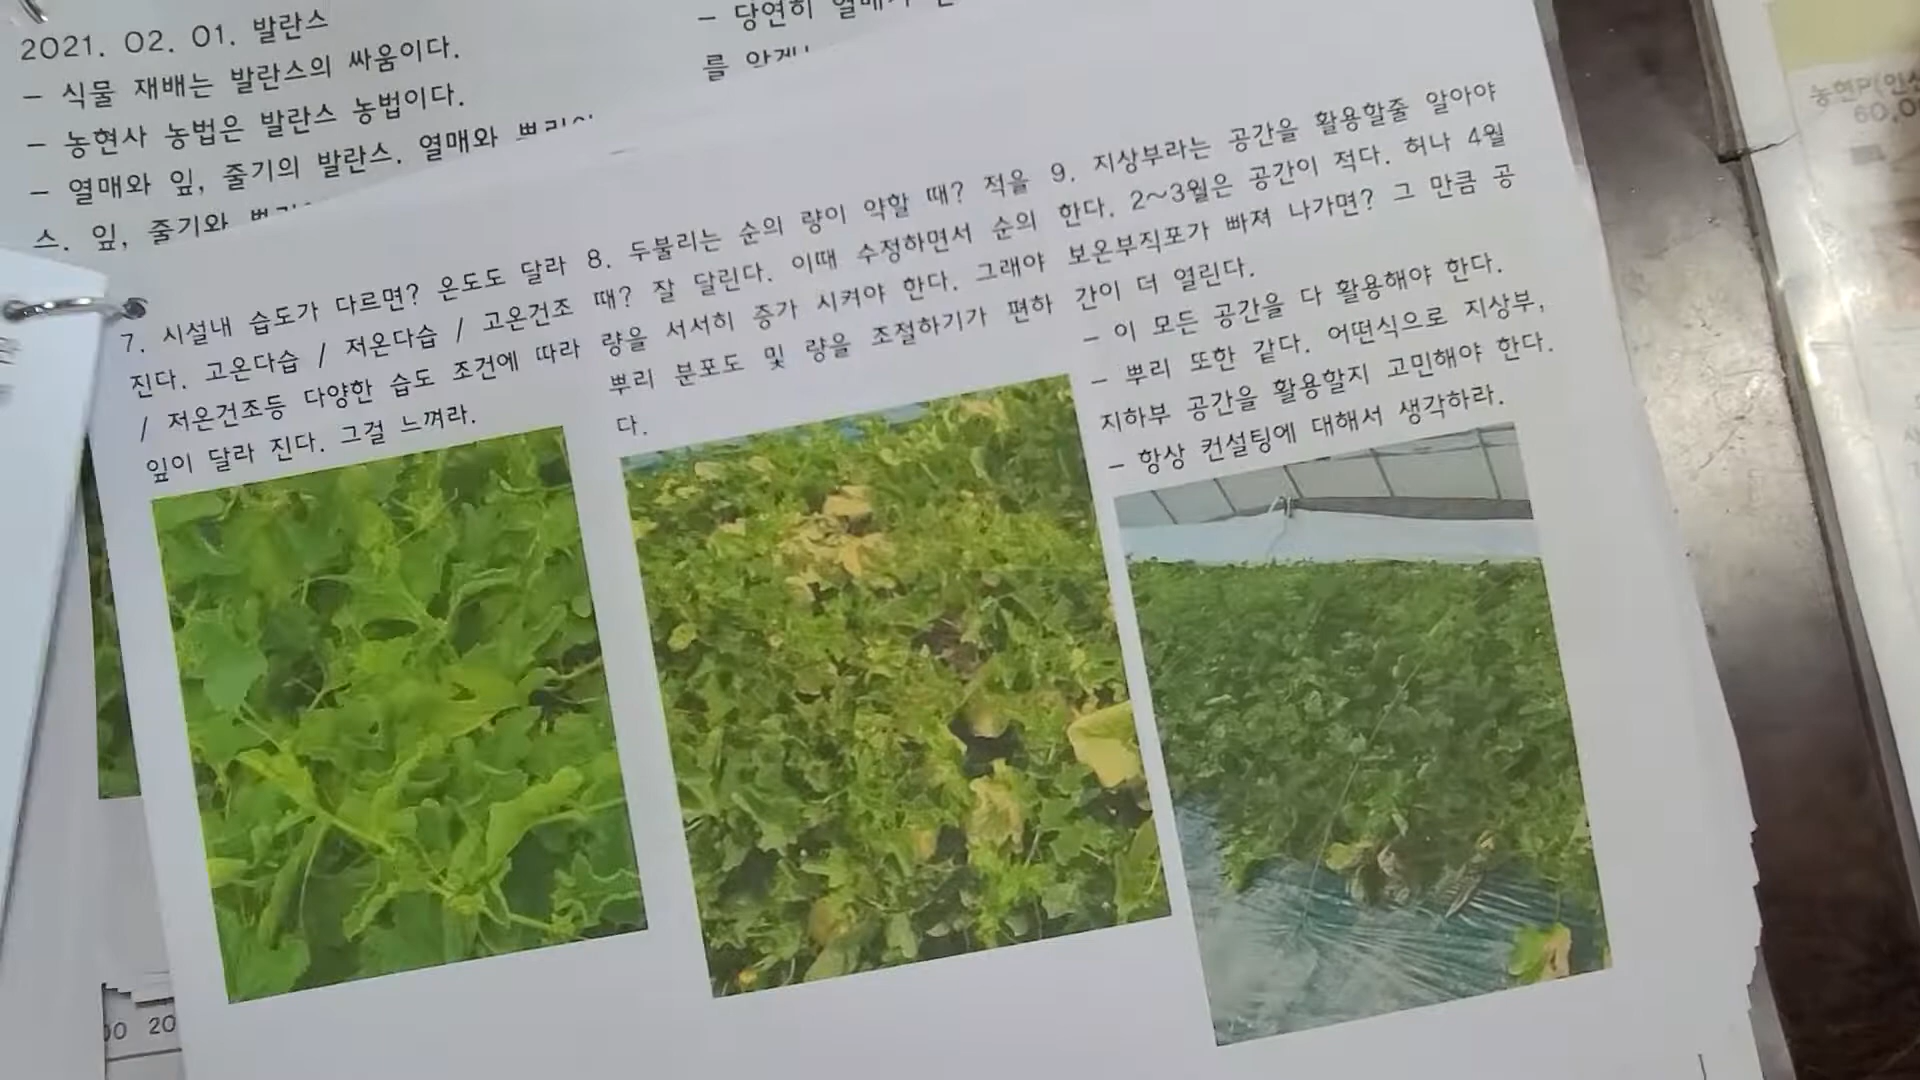 2021. 02. 01. 발란스
- 식물 재배는 발란스의 싸움이다.
- 농현사 농법은 발란스 농법이다.
- 열매와 잎, 줄기의 발란스. 열매와
스. 잎, 줄기와
- 당연히
를
7. 시설내 습도가 다르면? 온도도 달라
진다. 고온다습 / 저온다습 / 고온건조
/ 저온건조등 다양한 습도 조건에 따라
잎이 달라 진다. 그걸 느껴라.
8. 두불리는 순의 량이 약할 때? 적을
때? 잘 달린다. 이때 수정하면서 순의
량을 서서히 증가 시켜야 한다. 그래야
뿌리 분포도 및 량을 조절하기가 편하
다.
9. 지상부라는 공간을 활용할줄 알아야
한다. 2~3월은 공간이 적다. 허나 4월
보온부직포가 빠져 나가면? 그 만큼 공
간이 더 열린다.
- 이 모든 공간을 다 활용해야 한다.
- 뿌리 또한 같다. 어떤식으로 지상부,
지하부 공간을 활용할지 고민해야 한다.
- 항상 컨설팅에 대해서 생각하라.
20